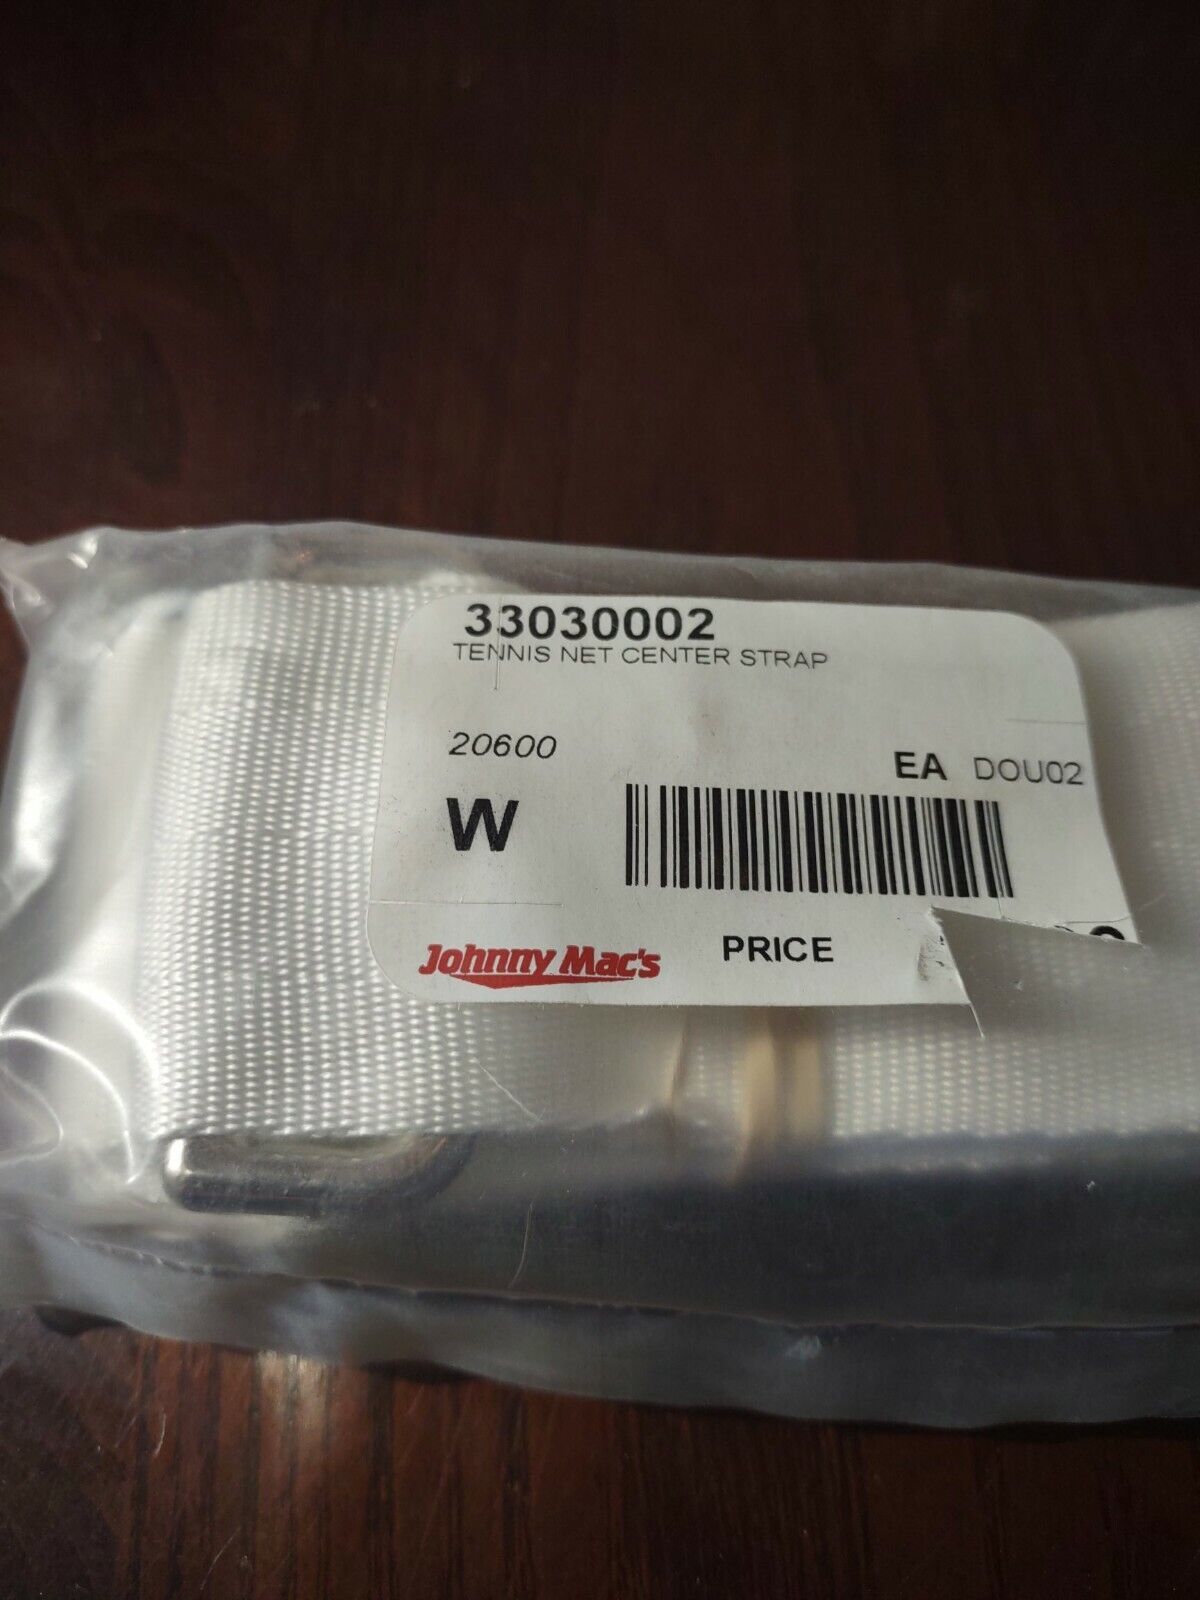 33030002
TENNIS NET CENTER STRAP
20600
EA DOU02
W
Johnny Mac's
PRICE